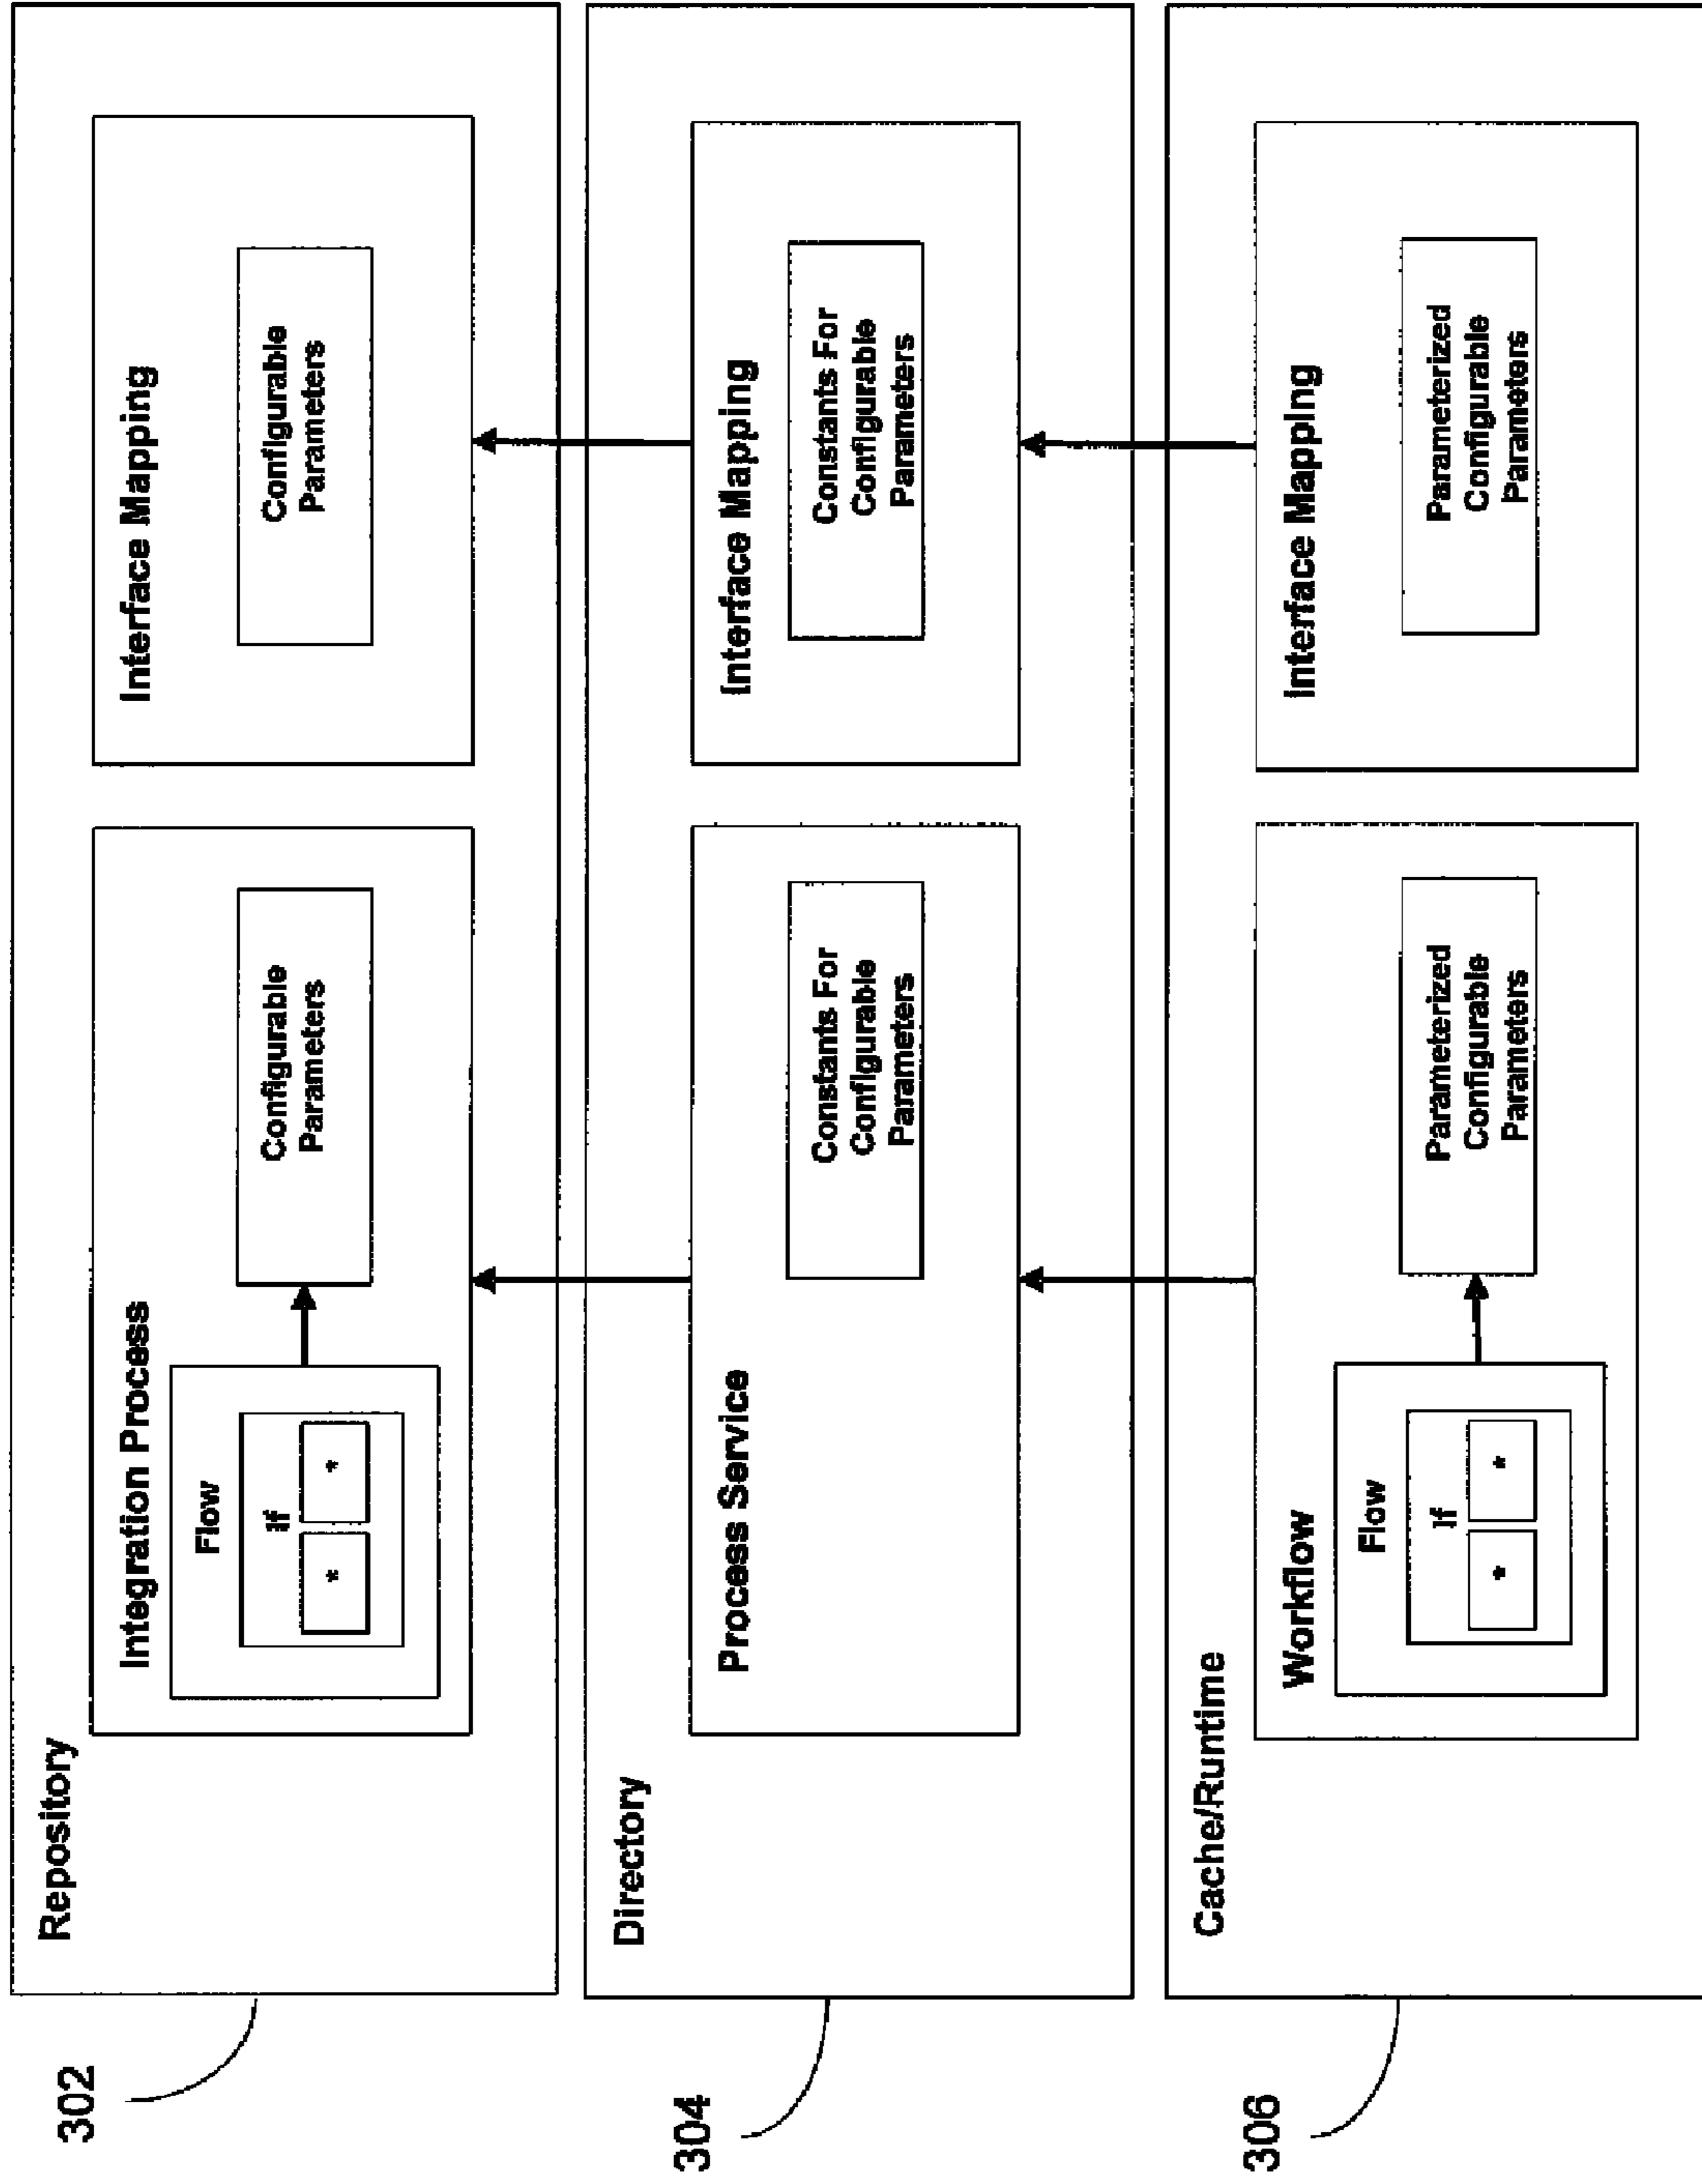 302
Repository
Integration Process
Flow
If
*
*
Configurable
Parameters
Interface Mapping
Configurable
Parameters
304
Directory
Process Service
Constants For
Configurable
Parameters
Interface Mapping
Constants For
Configurable
Parameters
306
Cache/Runtime
Workflow
Flow
If
*
*
Parameterized
Configurable
Parameters
Interface Mapping
Parameterized
Configurable
Parameters